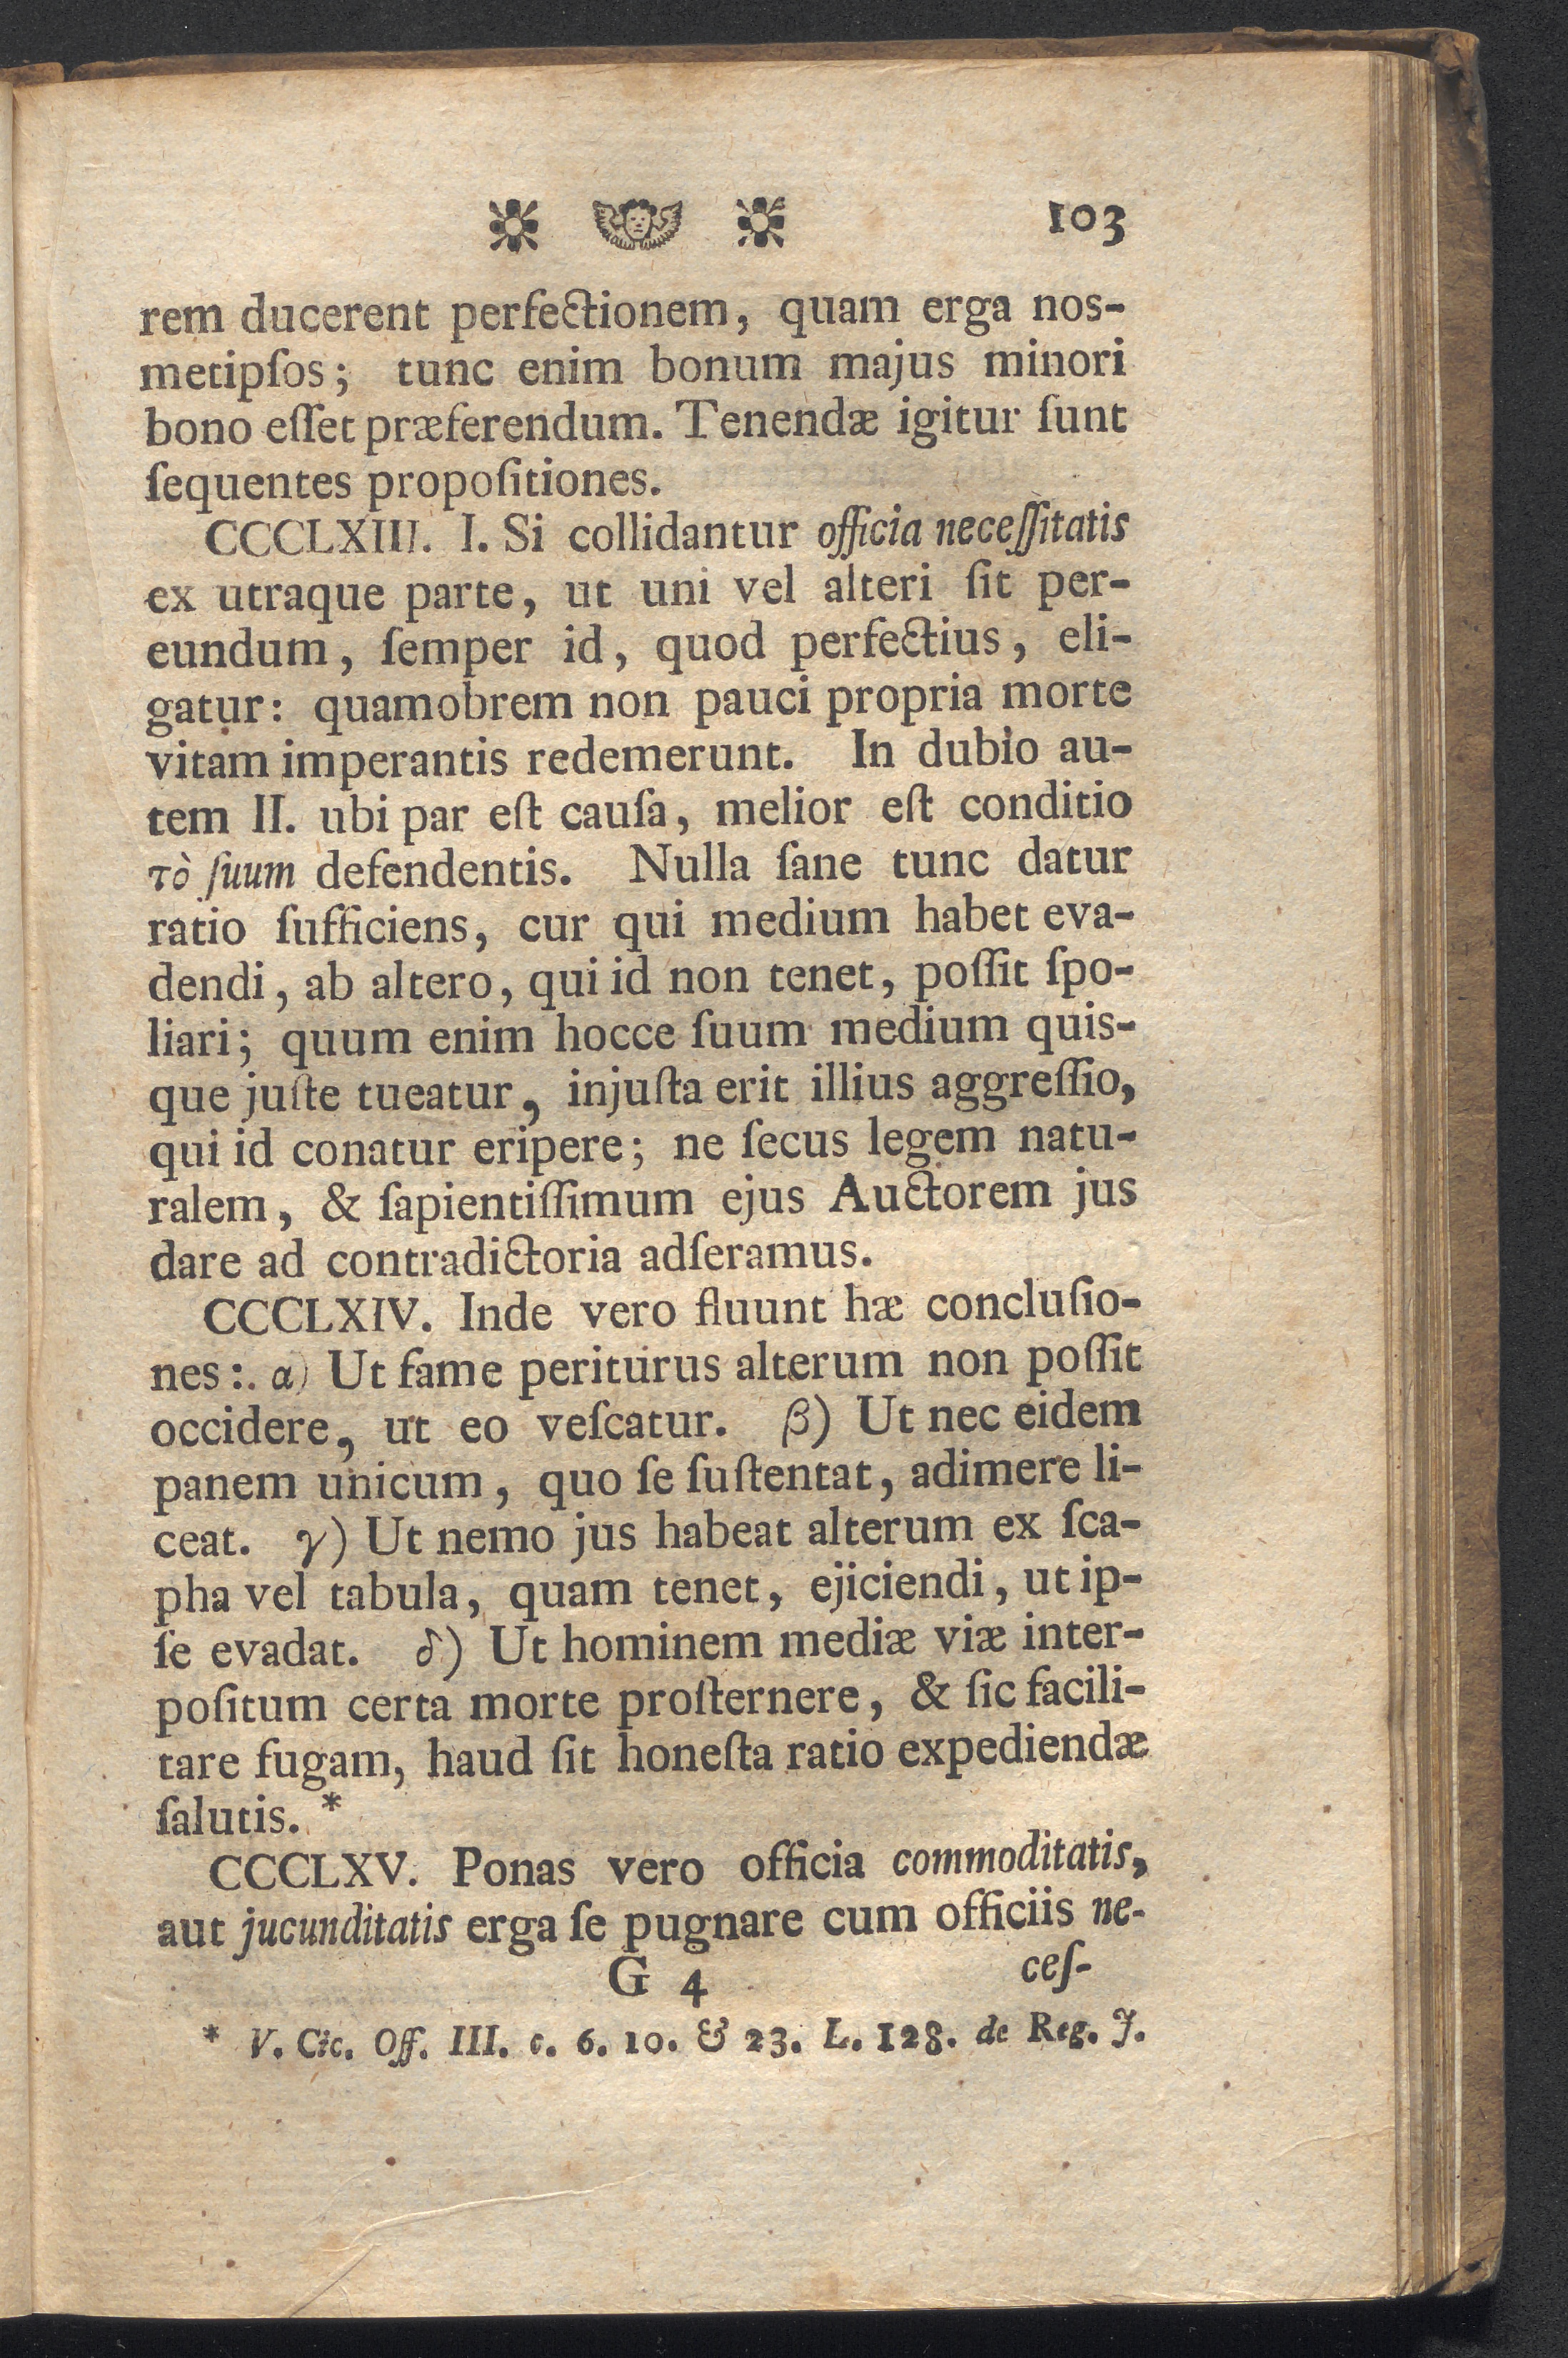 103
rem ducerent perfectionem, quam erga nos-
metipſos; tunc enim bonum majus minori
bono eſſet præferendum. Tenendæ igitur ſunt
ſequentes propoſitiones.
CCCLXIII. I. Si collidantur officia neceſſitatis
ex utraque parte, ut uni vel alteri ſit per-
eundum, ſemper id, quod perfectius, eli-
gatur: quamobrem non pauci propria morte
vitam imperantis redemerunt. In dubio au-
tem II. ubi par eſt cauſa, melior eſt conditio
τὸ ſuum defendentis. Nulla ſane tunc datur
ratio ſufficiens, cur qui medium habet eva-
dendi, ab altero, qui id non tenet, poſſit ſpo-
liari; quum enim hocce ſuum medium quis-
que juſte tueatur, injuſta erit illius aggreſſio,
qui id conatur eripere; ne ſecus legem natu-
ralem, & ſapientiſſimum ejus Auctorem jus
dare ad contradictoria adſeramus.
CCCLXIV. Inde vero fluunt hæ concluſio-
nes:. α) Ut fame periturus alterum non poſſit
occidere, ut eo veſcatur. β) Ut nec eidem
panem unicum, quo ſe ſuſtentat, adimere li-
ceat. γ) Ut nemo jus habeat alterum ex ſca-
pha vel tabula, quam tenet, ejiciendi, ut ip-
ſe evadat. δ) Ut hominem mediæ viæ inter-
poſitum certa morte proſternere, & ſic facili-
tare fugam, haud ſit honeſta ratio expediendæ
ſalutis. *
CCCLXV. Ponas vero officia commoditatis,
aut jucunditatis erga ſe pugnare cum officiis ne-
G 4 ceſ-
* V. Cic. Off. III. c. 6. 10. & 23. L. 128. de Reg. J.